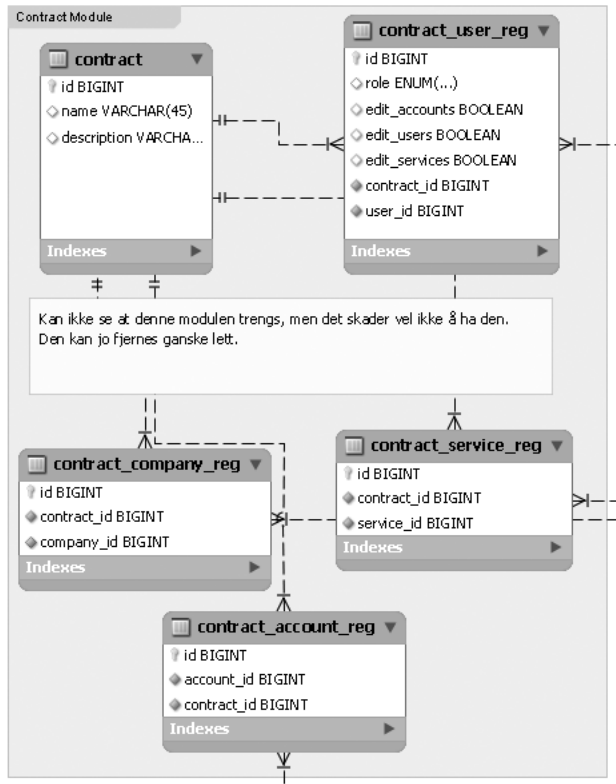 Contract Module
contract
id BIGINT
name VARCHAR(45)
description VARCHA...
Indexes
contract_user_reg
id BIGINT
role ENUM(...)
edit_accounts BOOLEAN
edit_users BOOLEAN
edit_services BOOLEAN
contract_id BIGINT
user_id BIGINT
Indexes
Kan ikke se at denne modulen trengs, men det skader vel ikke å ha den.
Den kan jo fjernes ganske lett.
contract_company_reg
id BIGINT
contract_id BIGINT
company_id BIGINT
Indexes
contract_service_reg
id BIGINT
contract_id BIGINT
service_id BIGINT
Indexes
contract_account_reg
id BIGINT
account_id BIGINT
contract_id BIGINT
Indexes